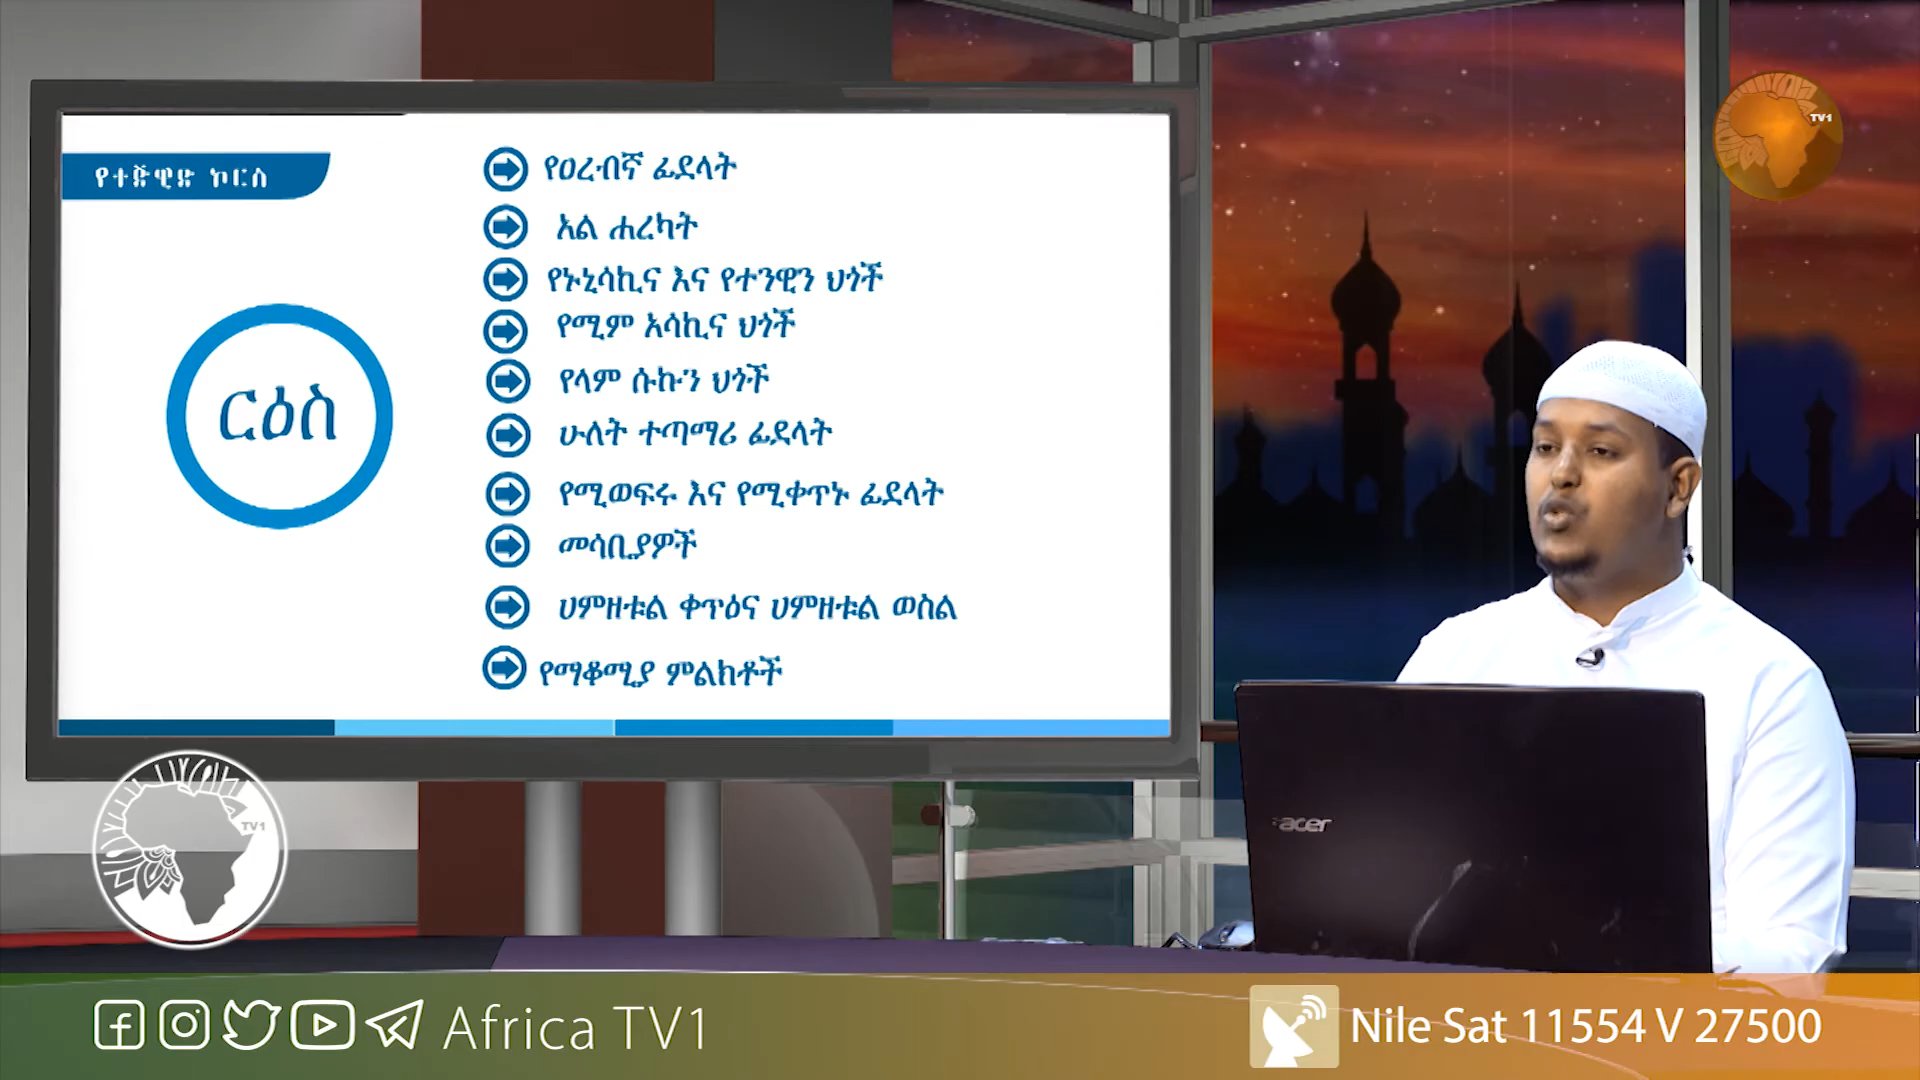 የተጅዊድ ኮርስ
ርዕስ
የዐረብኛ ፊደላት
አል ሐረካት
የኑኒሳኪና እና የተንዊን ህጎች
የሚም አሳኪና ህጎች
የላም ሱኩን ህጎች
ሁለት ተጣማሪ ፊደላት
የሚወፍሩ እና የሚቀጥኑ ፊደላት
መሳቢያዎች
ሀምዘቱል ቀጥዕና ሀምዘቱል ወስል
የማቆሚያ ምልክቶች
TV1
TV1
acer
Africa TV1
Nile Sat 11554 V 27500